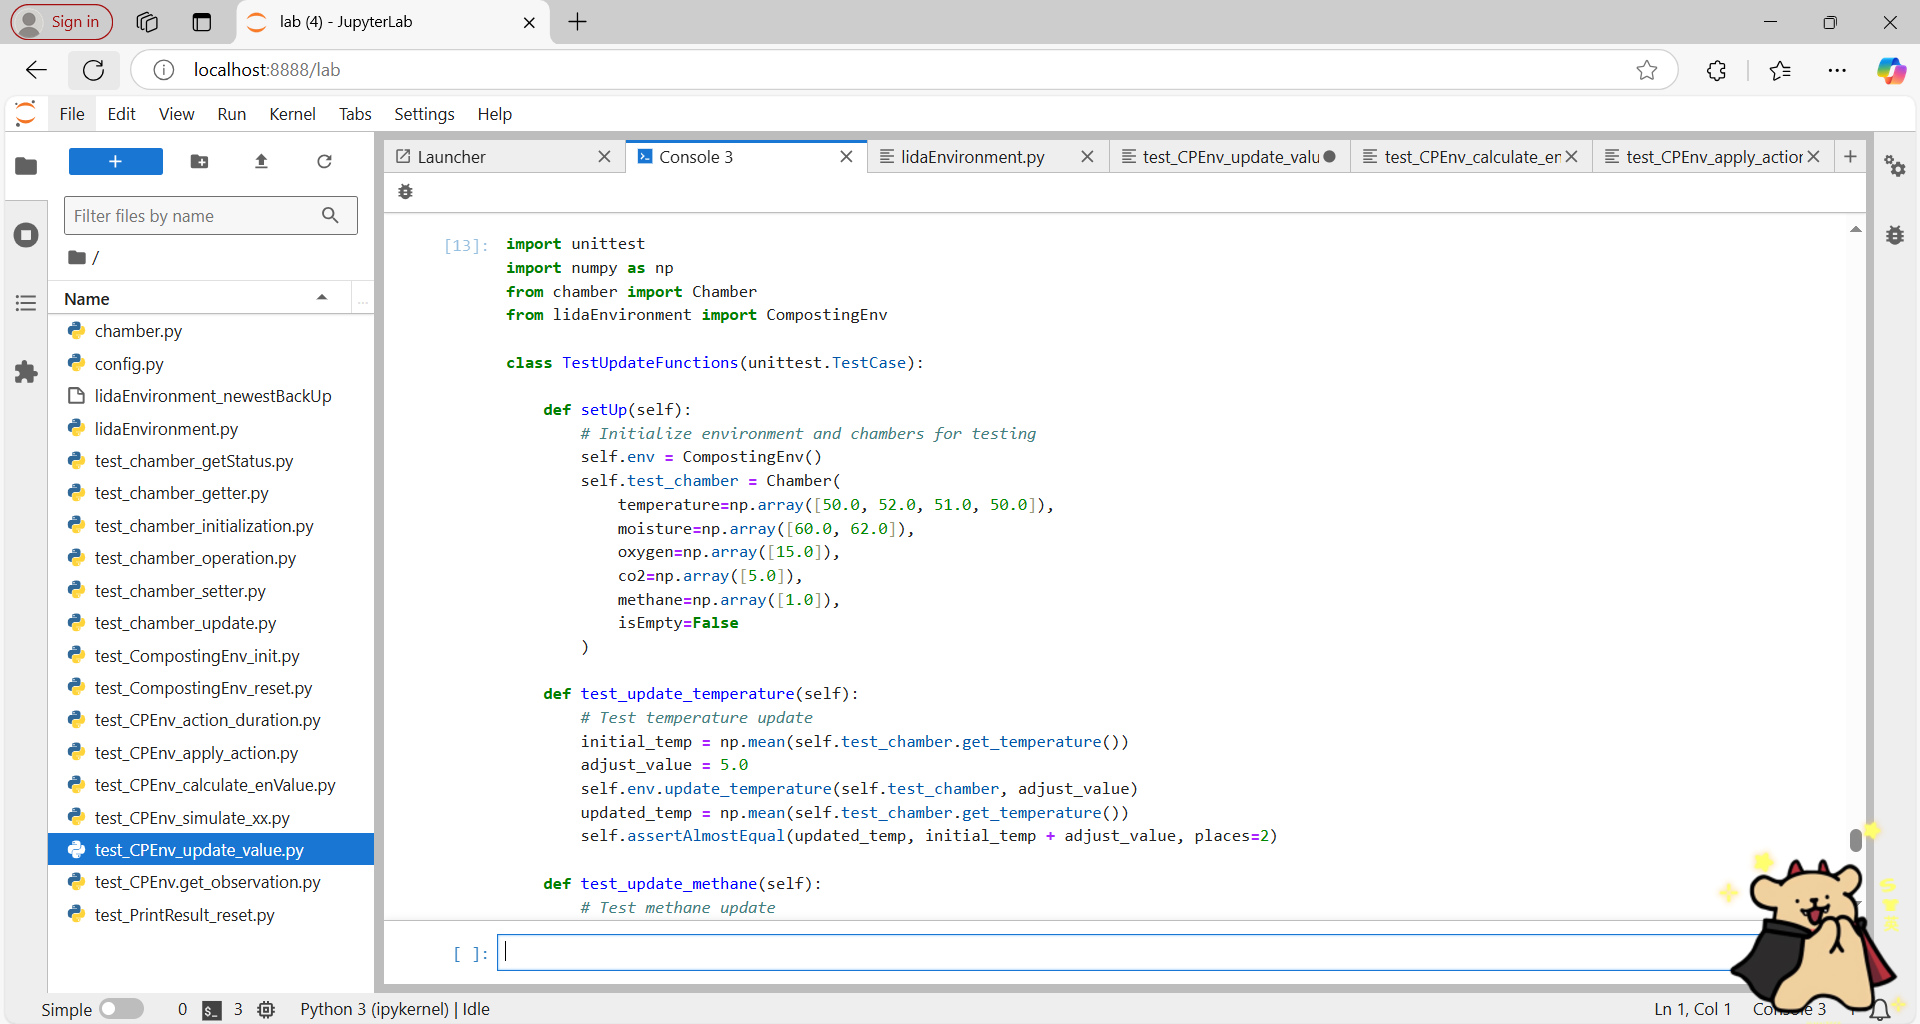 Sign in
lab (4) - JupyterLab
localhost:8888/lab
File Edit View Run Kernel Tabs Settings Help
+
Launcher
Console 3
lidaEnvironment.py
test_CPEnv_update_valu
test_CPEnv_calculate_er
test_CPEnv_apply_action
Filter files by name
/
Name
...
chamber.py
config.py
lidaEnvironment_newestBackUp
lidaEnvironment.py
test_chamber_getStatus.py
test_chamber_getter.py
test_chamber_initialization.py
test_chamber_operation.py
test_chamber_setter.py
test_chamber_update.py
test_CompostingEnv_init.py
test_CompostingEnv_reset.py
test_CPEnv_action_duration.py
test_CPEnv_apply_action.py
test_CPEnv_calculate_enValue.py
test_CPEnv_simulate_xx.py
test_CPEnv_update_value.py
test_CPEnv.get_observation.py
test_PrintResult_reset.py
[13]: import unittest
import numpy as np
from chamber import Chamber
from lidaEnvironment import CompostingEnv
class TestUpdateFunctions(unittest.TestCase):
def setUp(self):
# Initialize environment and chambers for testing
self.env = CompostingEnv()
self.test_chamber = Chamber(
temperature=np.array([50.0, 52.0, 51.0, 50.0]),
moisture=np.array([60.0, 62.0]),
oxygen=np.array([15.0]),
co2=np.array([5.0]),
methane=np.array([1.0]),
isEmpty=False
)
def test_update_temperature(self):
# Test temperature update
initial_temp = np.mean(self.test_chamber.get_temperature())
adjust_value = 5.0
self.env.update_temperature(self.test_chamber, adjust_value)
updated_temp = np.mean(self.test_chamber.get_temperature())
self.assertAlmostEqual(updated_temp, initial_temp + adjust_value, places=2)
def test_update_methane(self):
# Test methane update
[ ]:
Simple 0 3 Python 3 (ipykernel) | Idle
Ln 1, Col 1